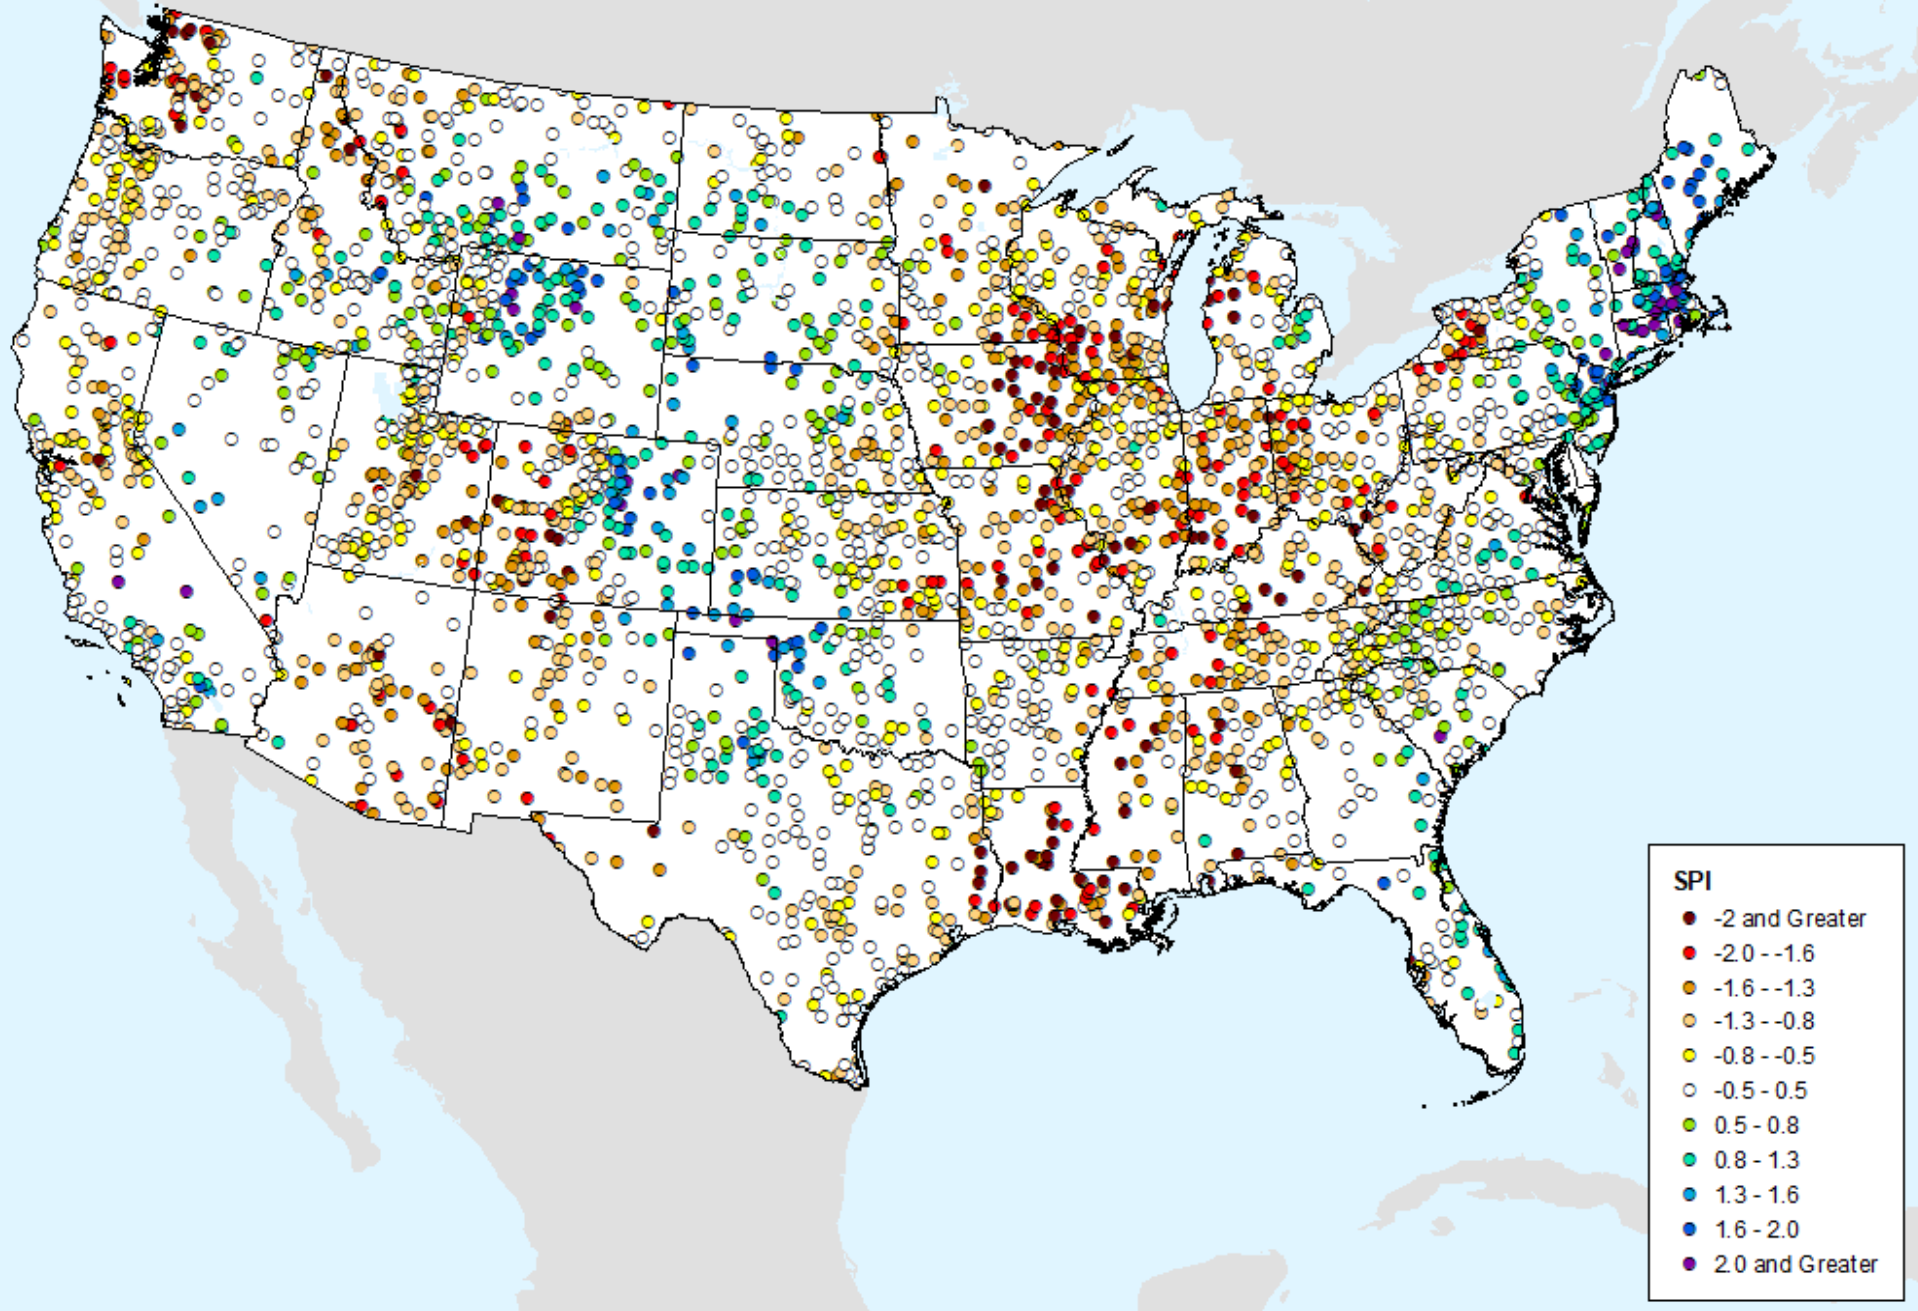 SPI
-2 and Greater
-2.0 - -1.6
-1.6 - -1.3
-1.3 - -0.8
-0.8 - -0.5
-0.5 - 0.5
0.5 - 0.8
0.8 - 1.3
1.3 - 1.6
1.6 - 2.0
2.0 and Greater